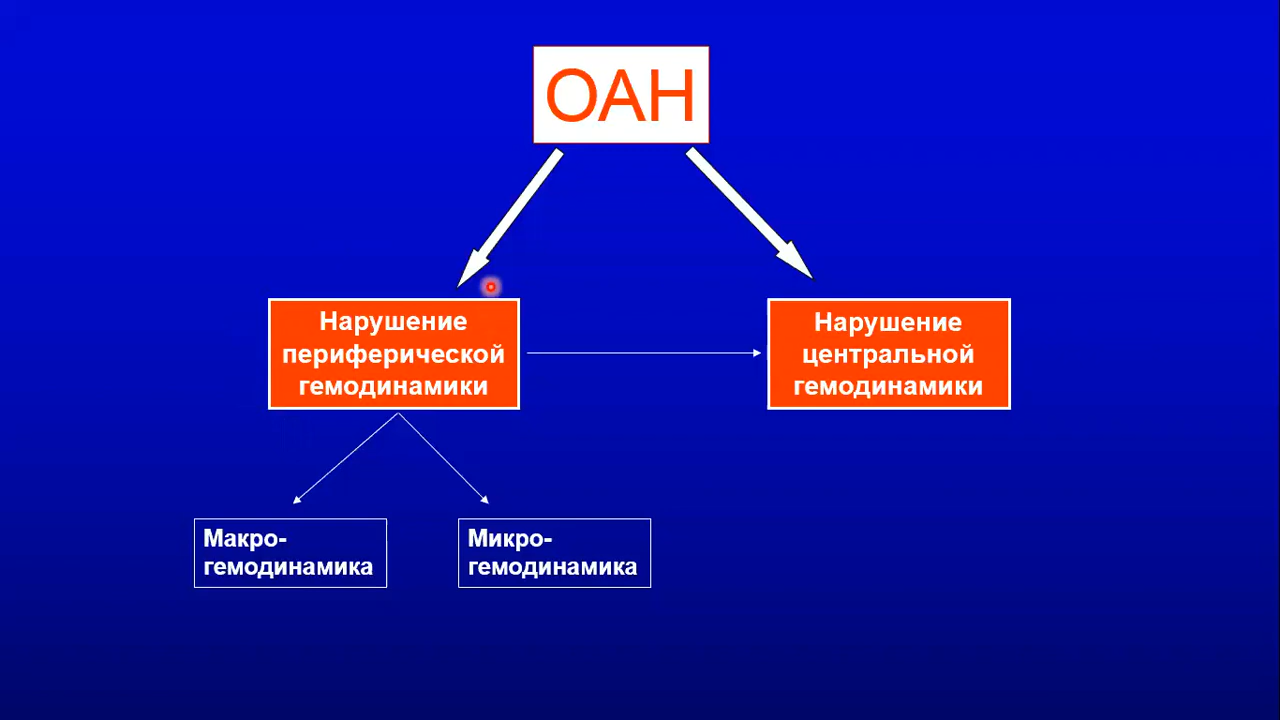 ОАН
Нарушение
периферической
гемодинамики
Нарушение
центральной
гемодинамики
Макро-
гемодинамика
Микро-
гемодинамика